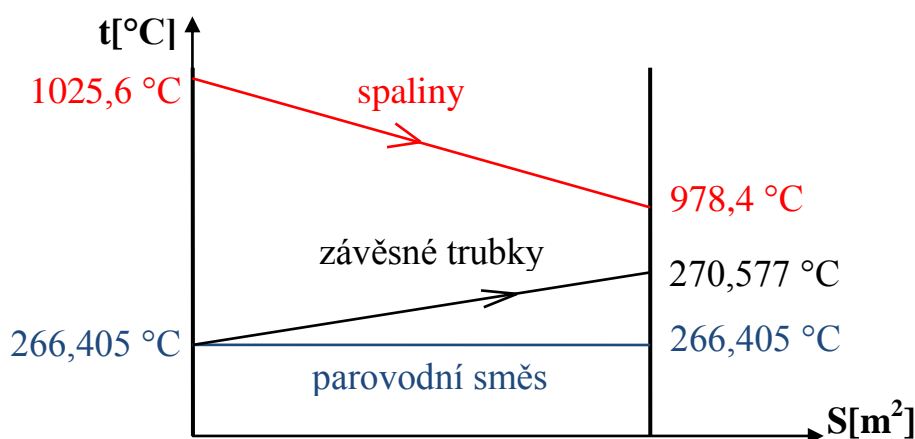 t[°C]
1025,6 °C
spaliny
978,4 °C
závěsné trubky
270,577 °C
266,405 °C
266,405 °C
parovodní směs
S[m²]